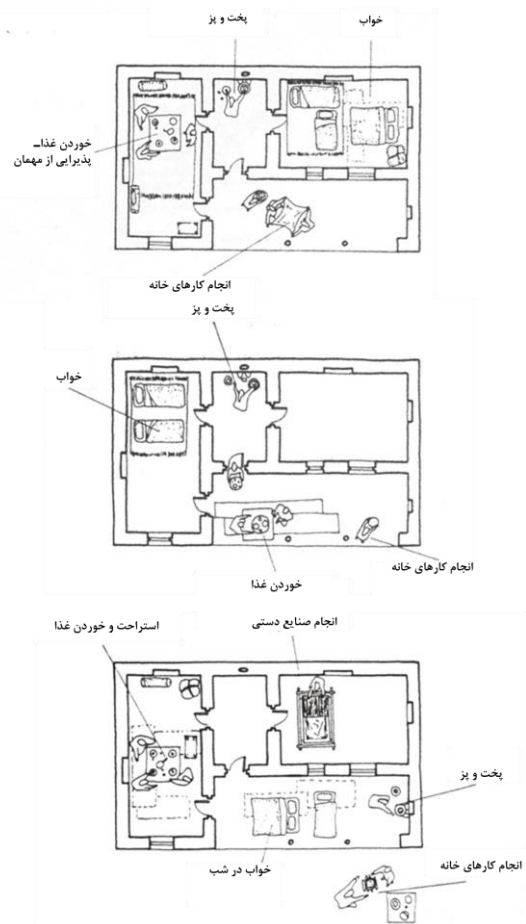 پخت و پز
خواب
خوردن غذا-
پذیرایی از مهمان
انجام کارهای خانه
پخت و پز
خواب
انجام کارهای خانه
خوردن غذا
استراحت و خوردن غذا
انجام صنایع دستی
پخت و پز
خواب در شب
انجام کارهای خانه